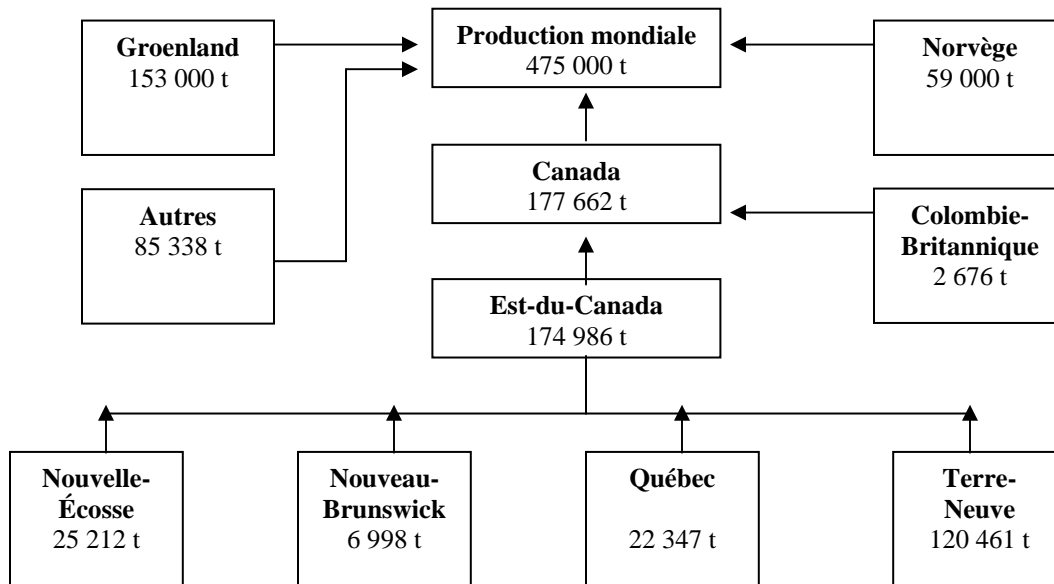 Groenland
153 000 t
Production mondiale
475 000 t
Norvège
59 000 t
Autres
85 338 t
Canada
177 662 t
Colombie-
Britannique
2 676 t
Est-du-Canada
174 986 t
Nouvelle-
Écosse
25 212 t
Nouveau-
Brunswick
6 998 t
Québec
22 347 t
Terre-
Neuve
120 461 t